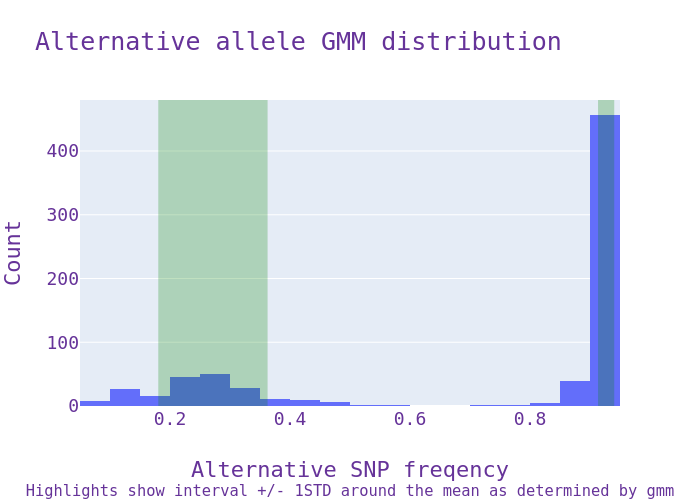 Alternative allele GMM distribution
400
300
200
100
0
Count
0.2 0.4 0.6 0.8
Alternative SNP freqency
Highlights show interval +/- 1STD around the mean as determined by gmm